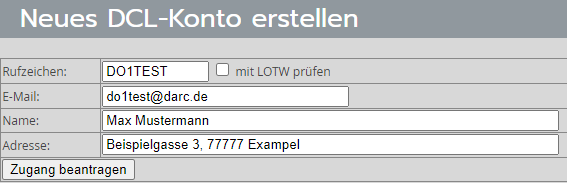 Neues DCL-Konto erstellen
Rufzeichen: DO1TEST mit LOTW prüfen
E-Mail: do1test@darc.de
Name: Max Mustermann
Adresse: Beispielgasse 3, 77777 Exampel
Zugang beantragen